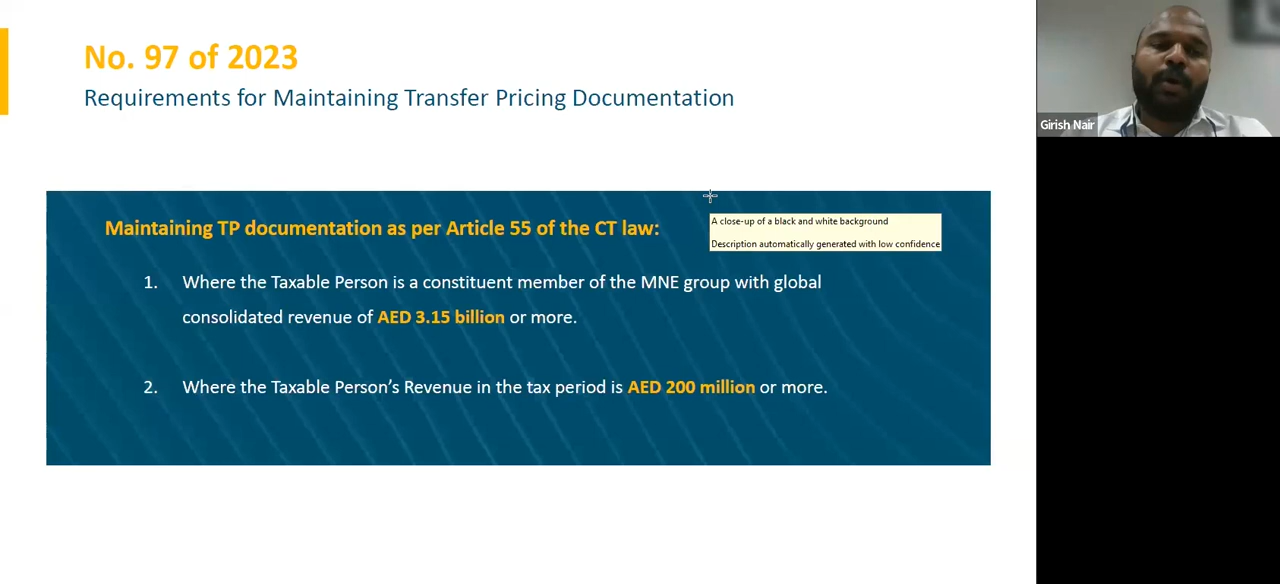 No. 97 of 2023
Requirements for Maintaining Transfer Pricing Documentation
Girish Nair
Maintaining TP documentation as per Article 55 of the CT law:
A close-up of a black and white background
Description automatically generated with low confidence
1. Where the Taxable Person is a constituent member of the MNE group with global
consolidated revenue of AED 3.15 billion or more.
2. Where the Taxable Person’s Revenue in the tax period is AED 200 million or more.